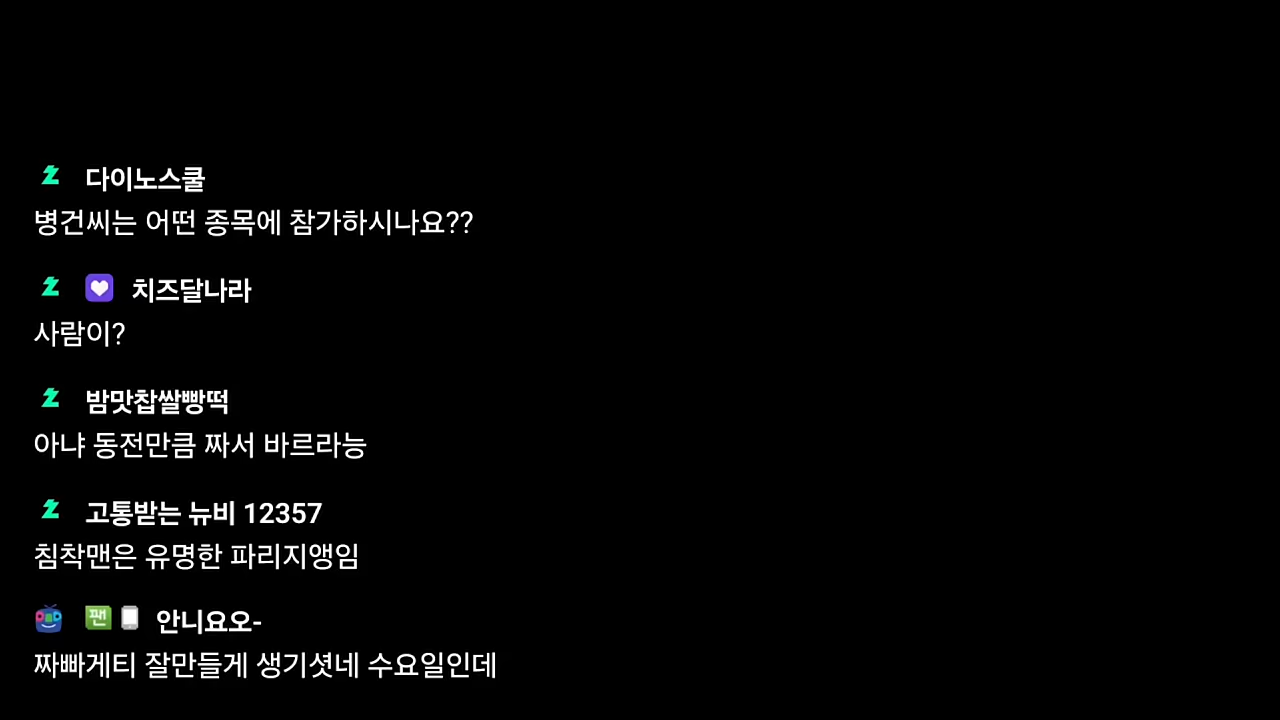 다이노스쿨
병건씨는 어떤 종목에 참가하시나요??
치즈달나라
사람이?
밤맛찹쌀빵떡
아냐 동전만큼 짜서 바르라능
고통받는 뉴비 12357
침착맨은 유명한 파리지앵임
팬 안니요오-
짜빠게티 잘만들게 생기셧네 수요일인데